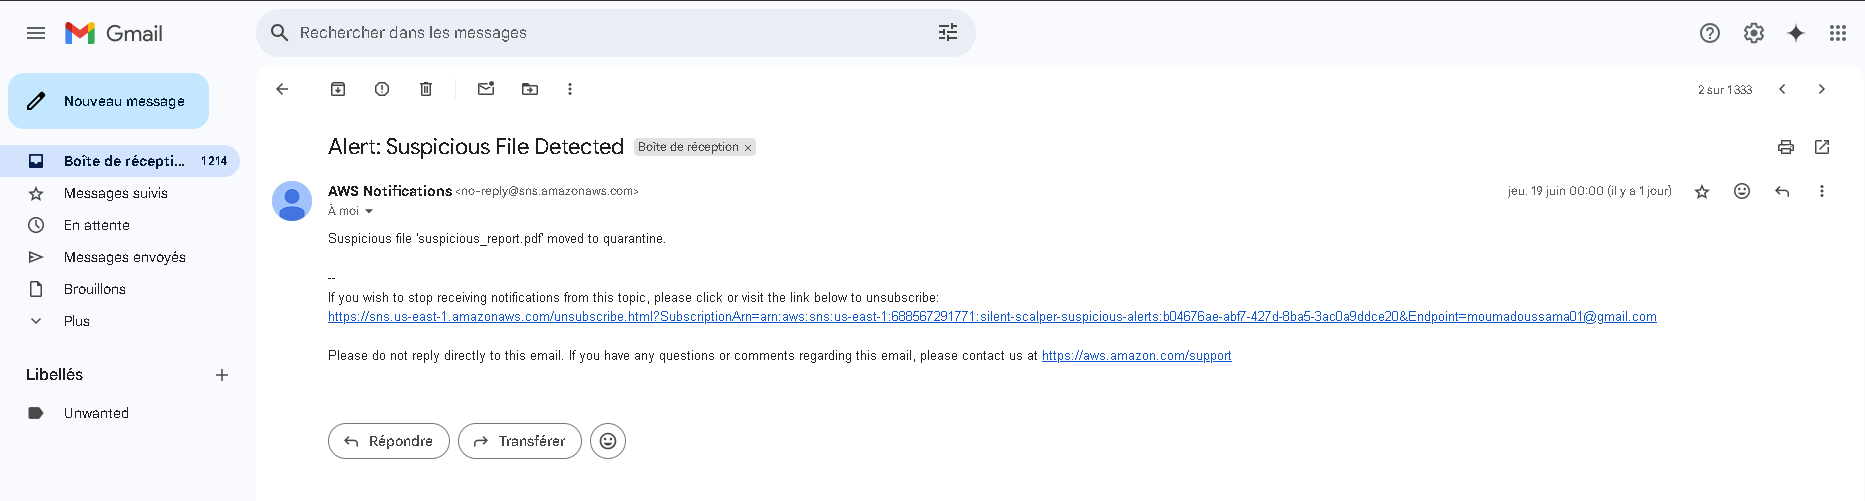 Gmail
Rechercher dans les messages
Nouveau message
2 sur 1 333
Alert: Suspicious File Detected Boîte de réception ×
Boîte de récepti... 1 214
AWS Notifications <no-reply@sns.amazonaws.com> jeu. 19 juin 00:00 (il y a 1 jour)
Messages suivis
À moi
En attente
Suspicious file 'suspicious_report.pdf' moved to quarantine.
Messages envoyés
--
Brouillons
If you wish to stop receiving notifications from this topic, please click or visit the link below to unsubscribe:
https://sns.us-east-1.amazonaws.com/unsubscribe.html?SubscriptionArn=arn:aws:sns:us-east-1:688567291771:silent-scalper-suspicious-alerts:b04676ae-abf7-427d-8ba5-3ac0a9ddce20&Endpoint=moumadoussama01@gmail.com
Plus
Please do not reply directly to this email. If you have any questions or comments regarding this email, please contact us at https://aws.amazon.com/support
Libellés
Unwanted
Répondre Transférer